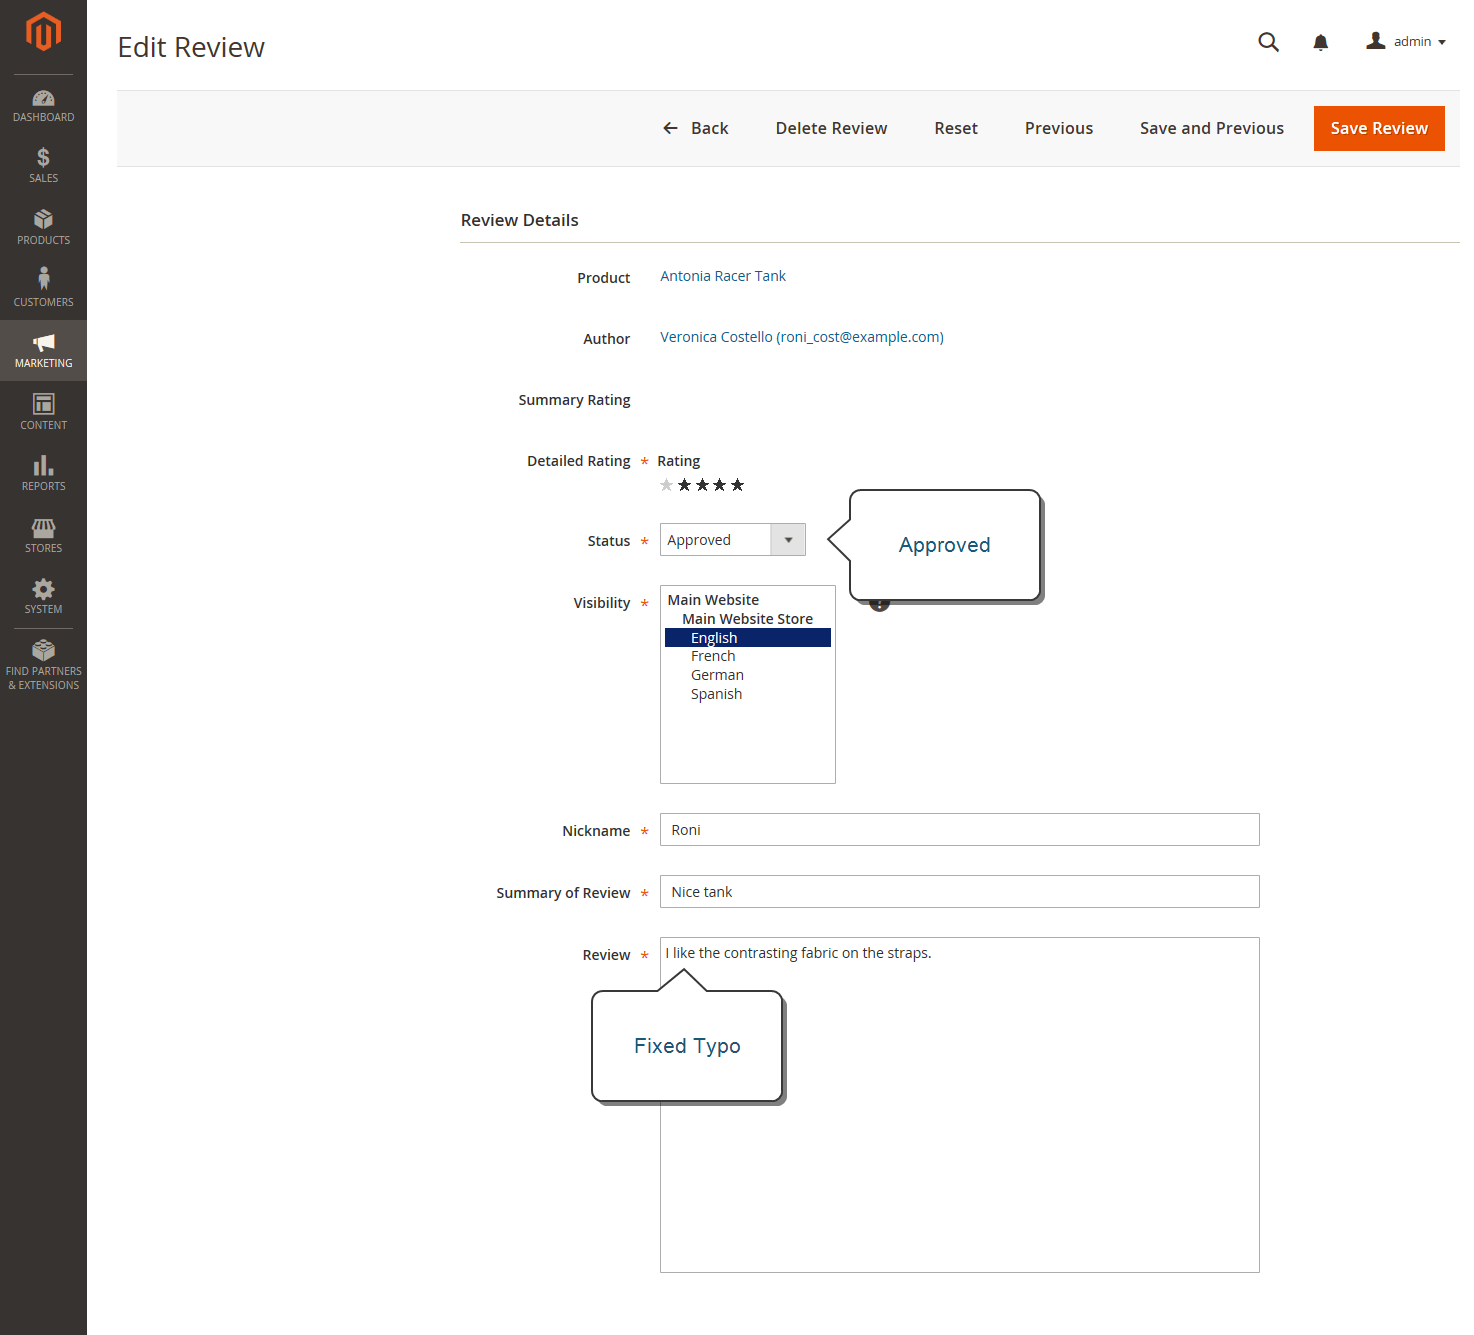 Edit Review
admin
Back
Delete Review
Reset
Previous
Save and Previous
Save Review
DASHBOARD
SALES
PRODUCTS
CUSTOMERS
MARKETING
CONTENT
REPORTS
STORES
SYSTEM
FIND PARTNERS
& EXTENSIONS
Review Details
Product
Antonia Racer Tank
Author
Veronica Costello (roni_cost@example.com)
Summary Rating
Detailed Rating *
Rating
Status *
Approved
Approved
Visibility *
Main Website
Main Website Store
English
French
German
Spanish
Nickname *
Roni
Summary of Review *
Nice tank
Review *
I like the contrasting fabric on the straps.
Fixed Typo